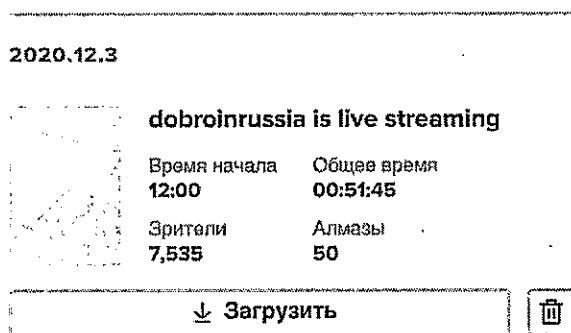 2020.12.3
dobroinrussia is live streaming
Время начала Общее время
12:00 00:51:45
Зрители Алмазы
7,535 50
Загрузить